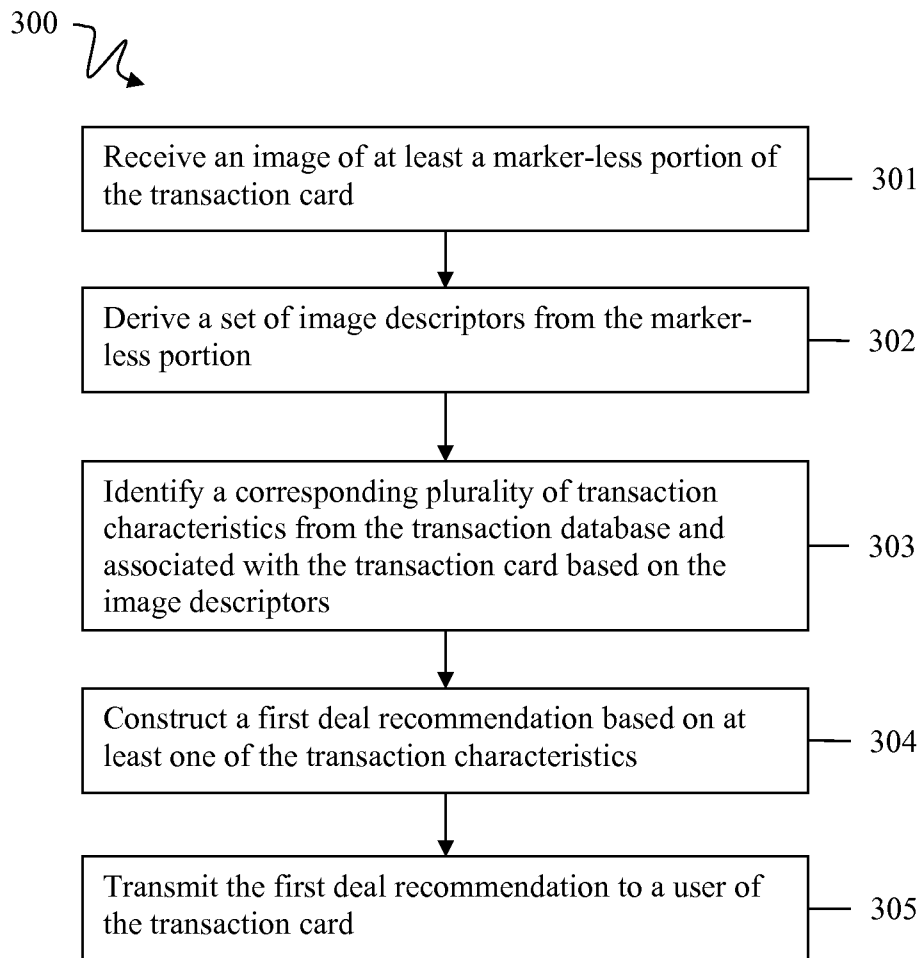 300
Receive an image of at least a marker-less portion of
the transaction card
301
Derive a set of image descriptors from the marker-
less portion
302
Identify a corresponding plurality of transaction
characteristics from the transaction database and
associated with the transaction card based on the
image descriptors
303
Construct a first deal recommendation based on at
least one of the transaction characteristics
304
Transmit the first deal recommendation to a user of
the transaction card
305